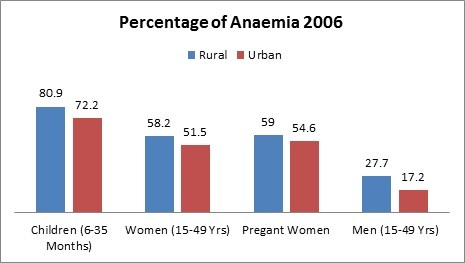 Percentage of Anaemia 2006
Rural Urban
80.9 72.2 58.2 51.5 59 54.6 27.7 17.2
Children (6-35 Months)
Women (15-49 Yrs)
Pregant Women
Men (15-49 Yrs)